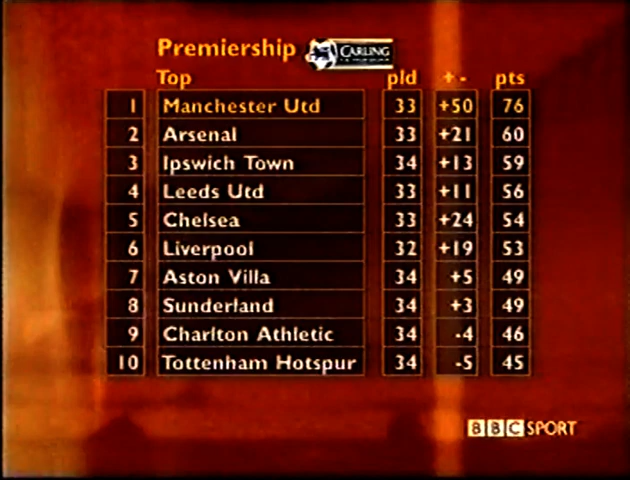 Premiership CARLING
Top pld + - pts
1 Manchester Utd 33 +50 76
2 Arsenal 33 +21 60
3 Ipswich Town 34 +13 59
4 Leeds Utd 33 +11 56
5 Chelsea 33 +24 54
6 Liverpool 32 +19 53
7 Aston Villa 34 +5 49
8 Sunderland 34 +3 49
9 Charlton Athletic 34 -4 46
10 Tottenham Hotspur 34 -5 45
BBC SPORT